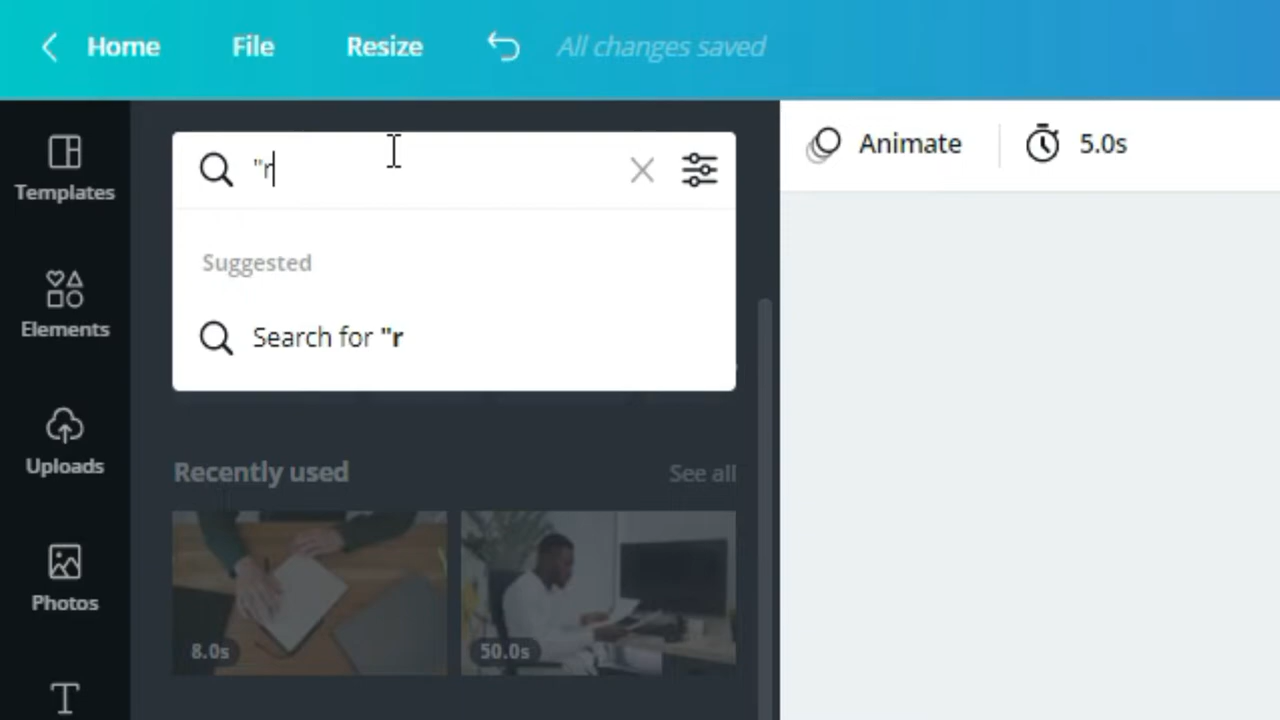 Home File Resize All changes saved
"r
Animate 5.0s
Templates
Suggested
Elements
Search for "r
Uploads
Recently used See all
Photos
8.0s 50.0s